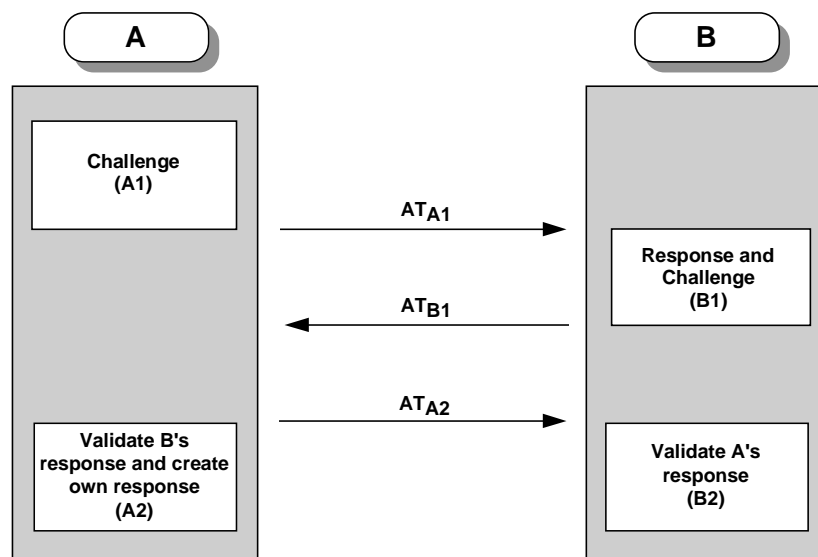 A
B
Challenge
(A1)
ATA1
Response and
Challenge
(B1)
ATB1
ATA2
Validate B's
response and create
own response
(A2)
Validate A's
response
(B2)